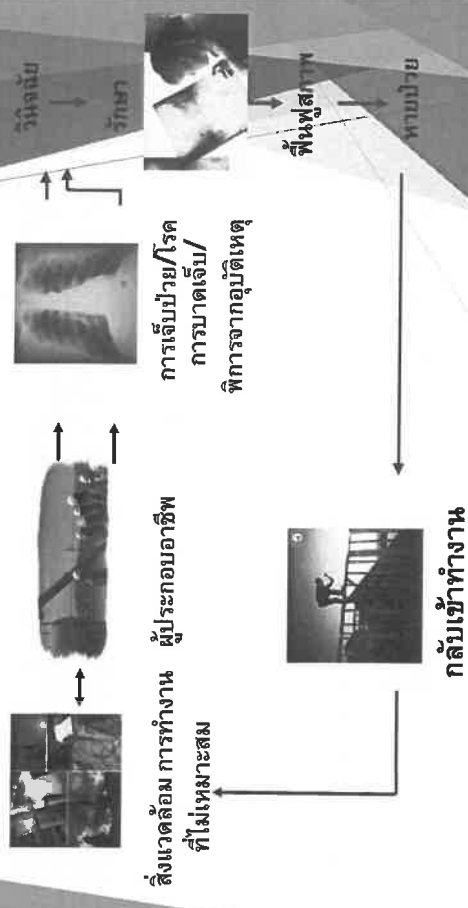 สิ่งแวดล้อม การทำงาน
ที่ไม่เหมาะสม
ผู้ประกอบอาชีพ
การเจ็บป่วย/โรค
การบาดเจ็บ/
พิการจากอุบัติเหตุ
วินิจฉัย
รักษา
ฟื้นฟูสภาพ
หายป่วย
กลับเข้าทำงาน